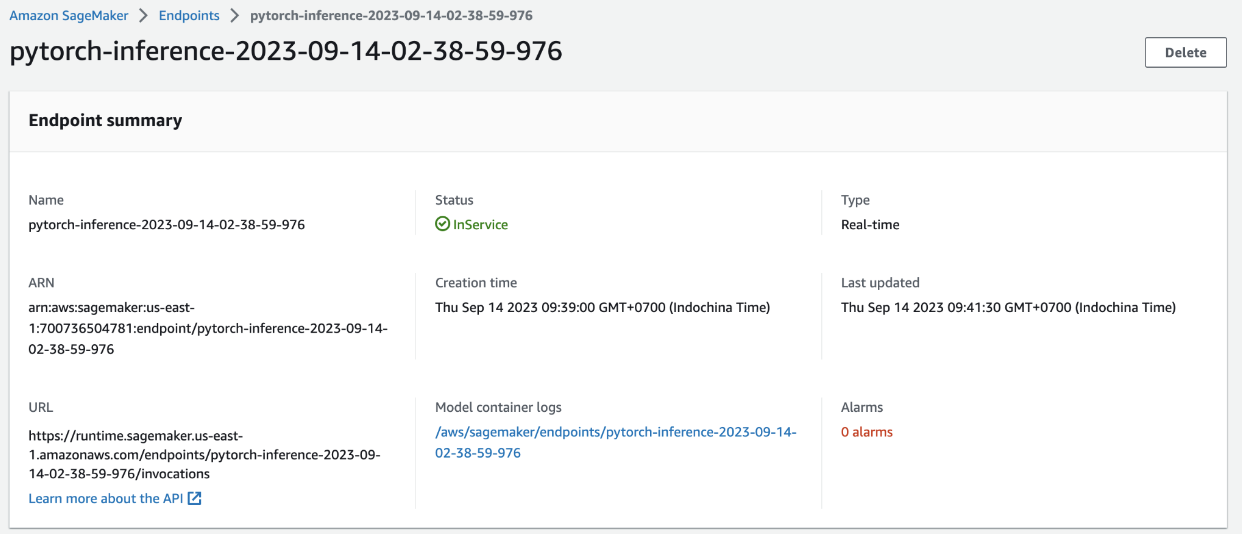 Amazon SageMaker > Endpoints > pytorch-inference-2023-09-14-02-38-59-976
pytorch-inference-2023-09-14-02-38-59-976
Delete
Endpoint summary
Name
pytorch-inference-2023-09-14-02-38-59-976
Status
InService
Type
Real-time
ARN
arn:aws:sagemaker:us-east-
1:700736504781:endpoint/pytorch-inference-2023-09-14-
02-38-59-976
Creation time
Thu Sep 14 2023 09:39:00 GMT+0700 (Indochina Time)
Last updated
Thu Sep 14 2023 09:41:30 GMT+0700 (Indochina Time)
URL
https://runtime.sagemaker.us-east-
1.amazonaws.com/endpoints/pytorch-inference-2023-09-
14-02-38-59-976/invocations
Learn more about the API
Model container logs
/aws/sagemaker/endpoints/pytorch-inference-2023-09-14-
02-38-59-976
Alarms
0 alarms